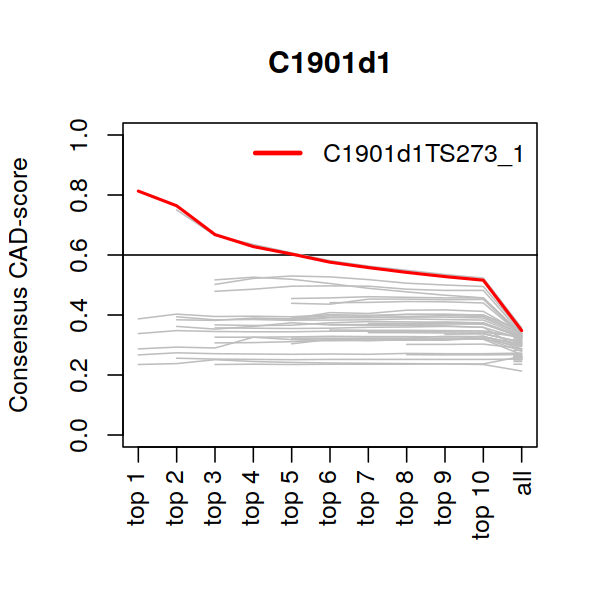 C1901d1
C1901d1TS273_1
Consensus CAD-score
1.0
0.8
0.6
0.4
0.2
0.0
top 1
top 2
top 3
top 4
top 5
top 6
top 7
top 8
top 9
top 10
all